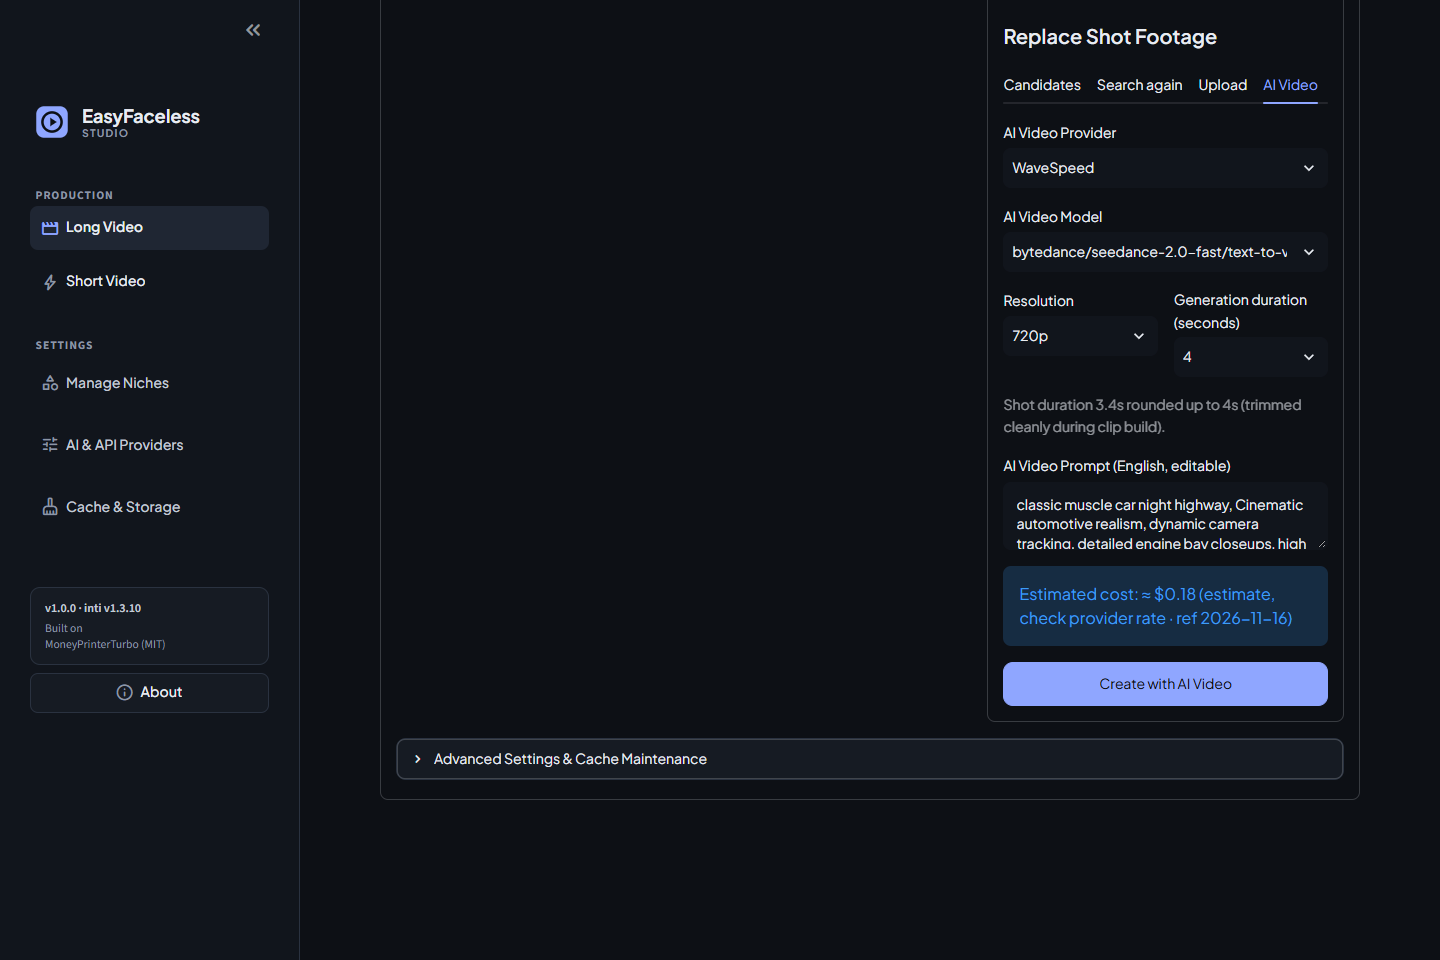 EasyFaceless
STUDIO
PRODUCTION
Long Video
Short Video
SETTINGS
Manage Niches
AI & API Providers
Cache & Storage
v1.0.0 · inti v1.3.10
Built on
MoneyPrinterTurbo (MIT)
About
Replace Shot Footage
Candidates Search again Upload AI Video
AI Video Provider
WaveSpeed
AI Video Model
bytedance/seedance-2.0-fast/text-to-v
Resolution
720p
Generation duration
(seconds)
4
Shot duration 3.4s rounded up to 4s (trimmed
cleanly during clip build).
AI Video Prompt (English, editable)
classic muscle car night highway, Cinematic
automotive realism, dynamic camera
tracking, detailed engine bay closeups, high
Estimated cost: ≈ $0.18 (estimate,
check provider rate · ref 2026-11-16)
Create with AI Video
Advanced Settings & Cache Maintenance